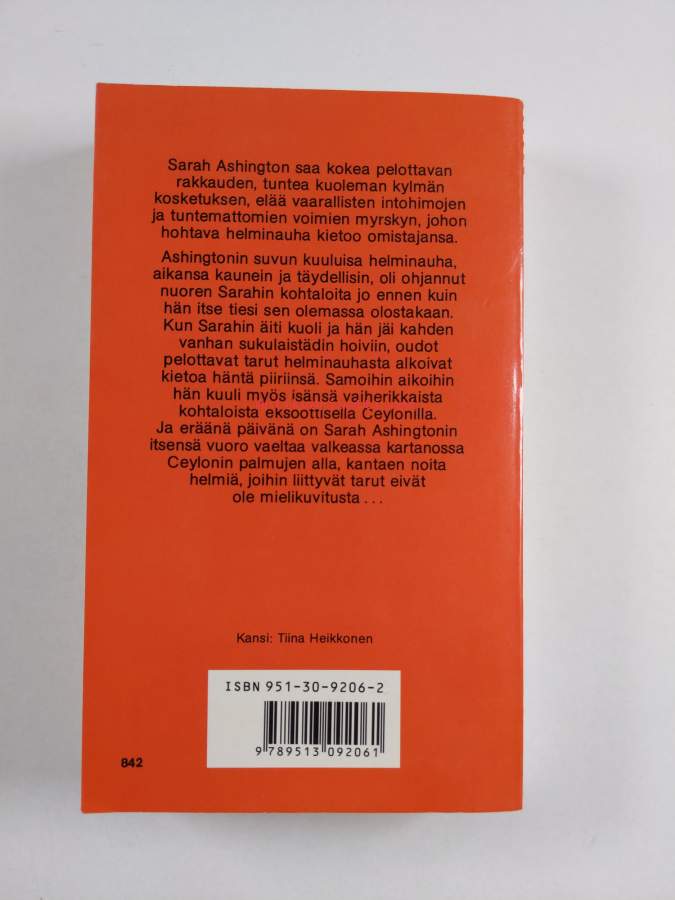 Sarah Ashington saa kokea pelottavan
rakkauden, tuntea kuoleman kylmän
kosketuksen, elää vaarallisten intohimojen
ja tuntemattomien voimien myrskyn, johon
hohtava helminauha kietoo omistajansa.
Ashingtonin suvun kuuluisa helminauha,
aikansa kaunein ja täydellisin, oli ohjannut
nuoren Sarahin kohtaloita jo ennen kuin
hän itse tiesi sen olemassa olostakaan.
Kun Sarahin äiti kuoli ja hän jäi kahden
vanhan sukulaistädin hoiviin, oudot
pelottavat tarut helminauhasta alkoivat
kietoa häntä piiriinsä. Samoihin aikoihin
hän kuuli myös isänsä vaiherikkaista
kohtaloista eksoottisella Ceylonilla.
Ja eräänä päivänä on Sarah Ashingtonin
itsensä vuoro vaeltaa valkeassa kartanossa
Ceylonin palmujen alla, kantaen noita
helmiä, joihin liittyvät tarut eivät
ole mielikuvitusta...
Kansi: Tiina Heikkonen
ISBN 951-30-9206-2
9 789513 092061
842